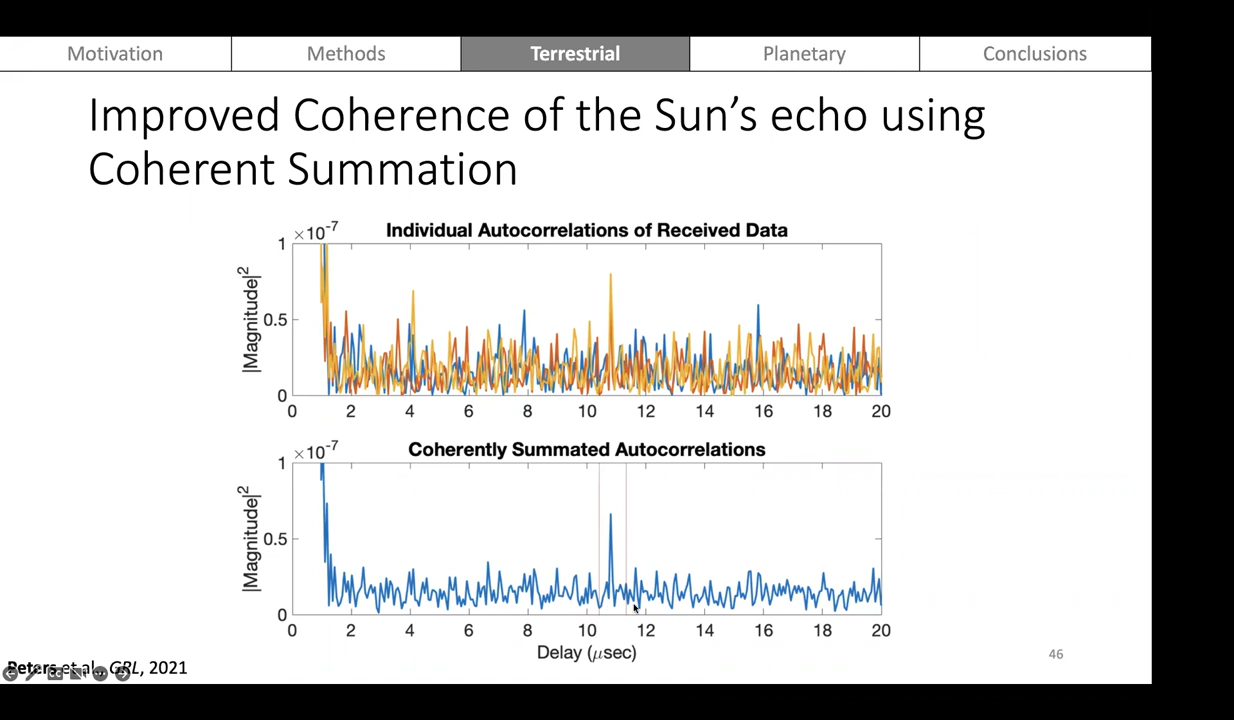 Motivation Methods Terrestrial Planetary Conclusions
Improved Coherence of the Sun's echo using
Coherent Summation
×10-7
Individual Autocorrelations of Received Data
|Magnitude|2
1
0.5
0
0 2 4 6 8 10 12 14 16 18 20
×10-7
Coherently Summated Autocorrelations
|Magnitude|2
1
0.5
0
0 2 4 6 8 10 12 14 16 18 20
Delay (μsec)
46
Peters et al., GRL, 2021